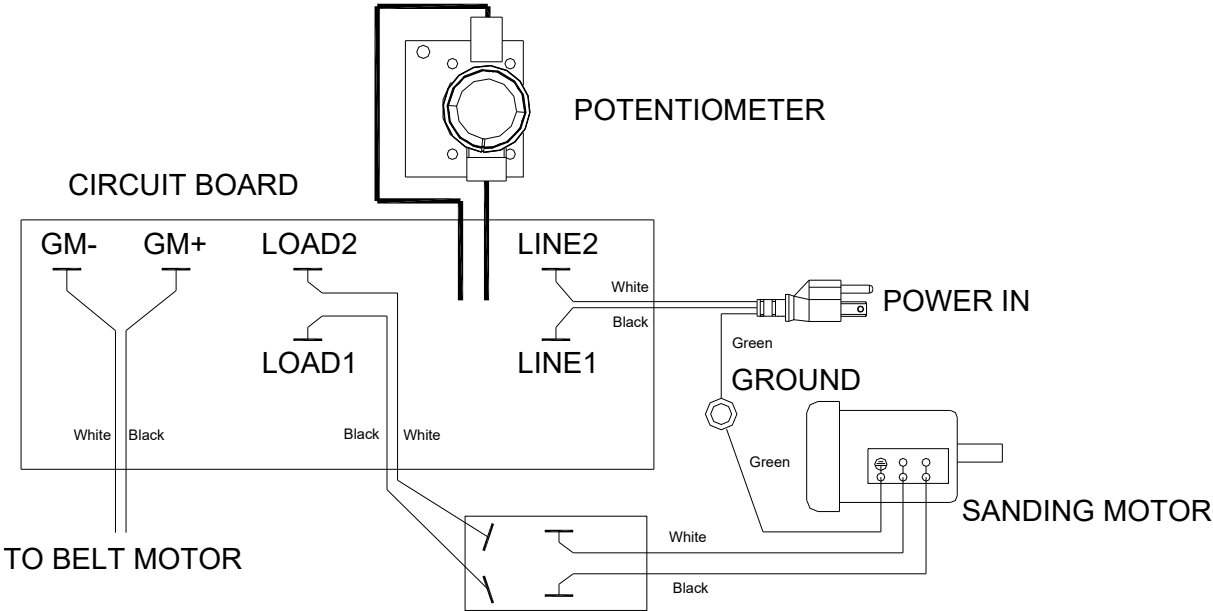 POTENTIOMETER
CIRCUIT BOARD
GM- GM+ LOAD2 LINE2
White
POWER IN
Black
Green
LOAD1 LINE1
GROUND
White Black Black White
Green
SANDING MOTOR
White
TO BELT MOTOR
Black